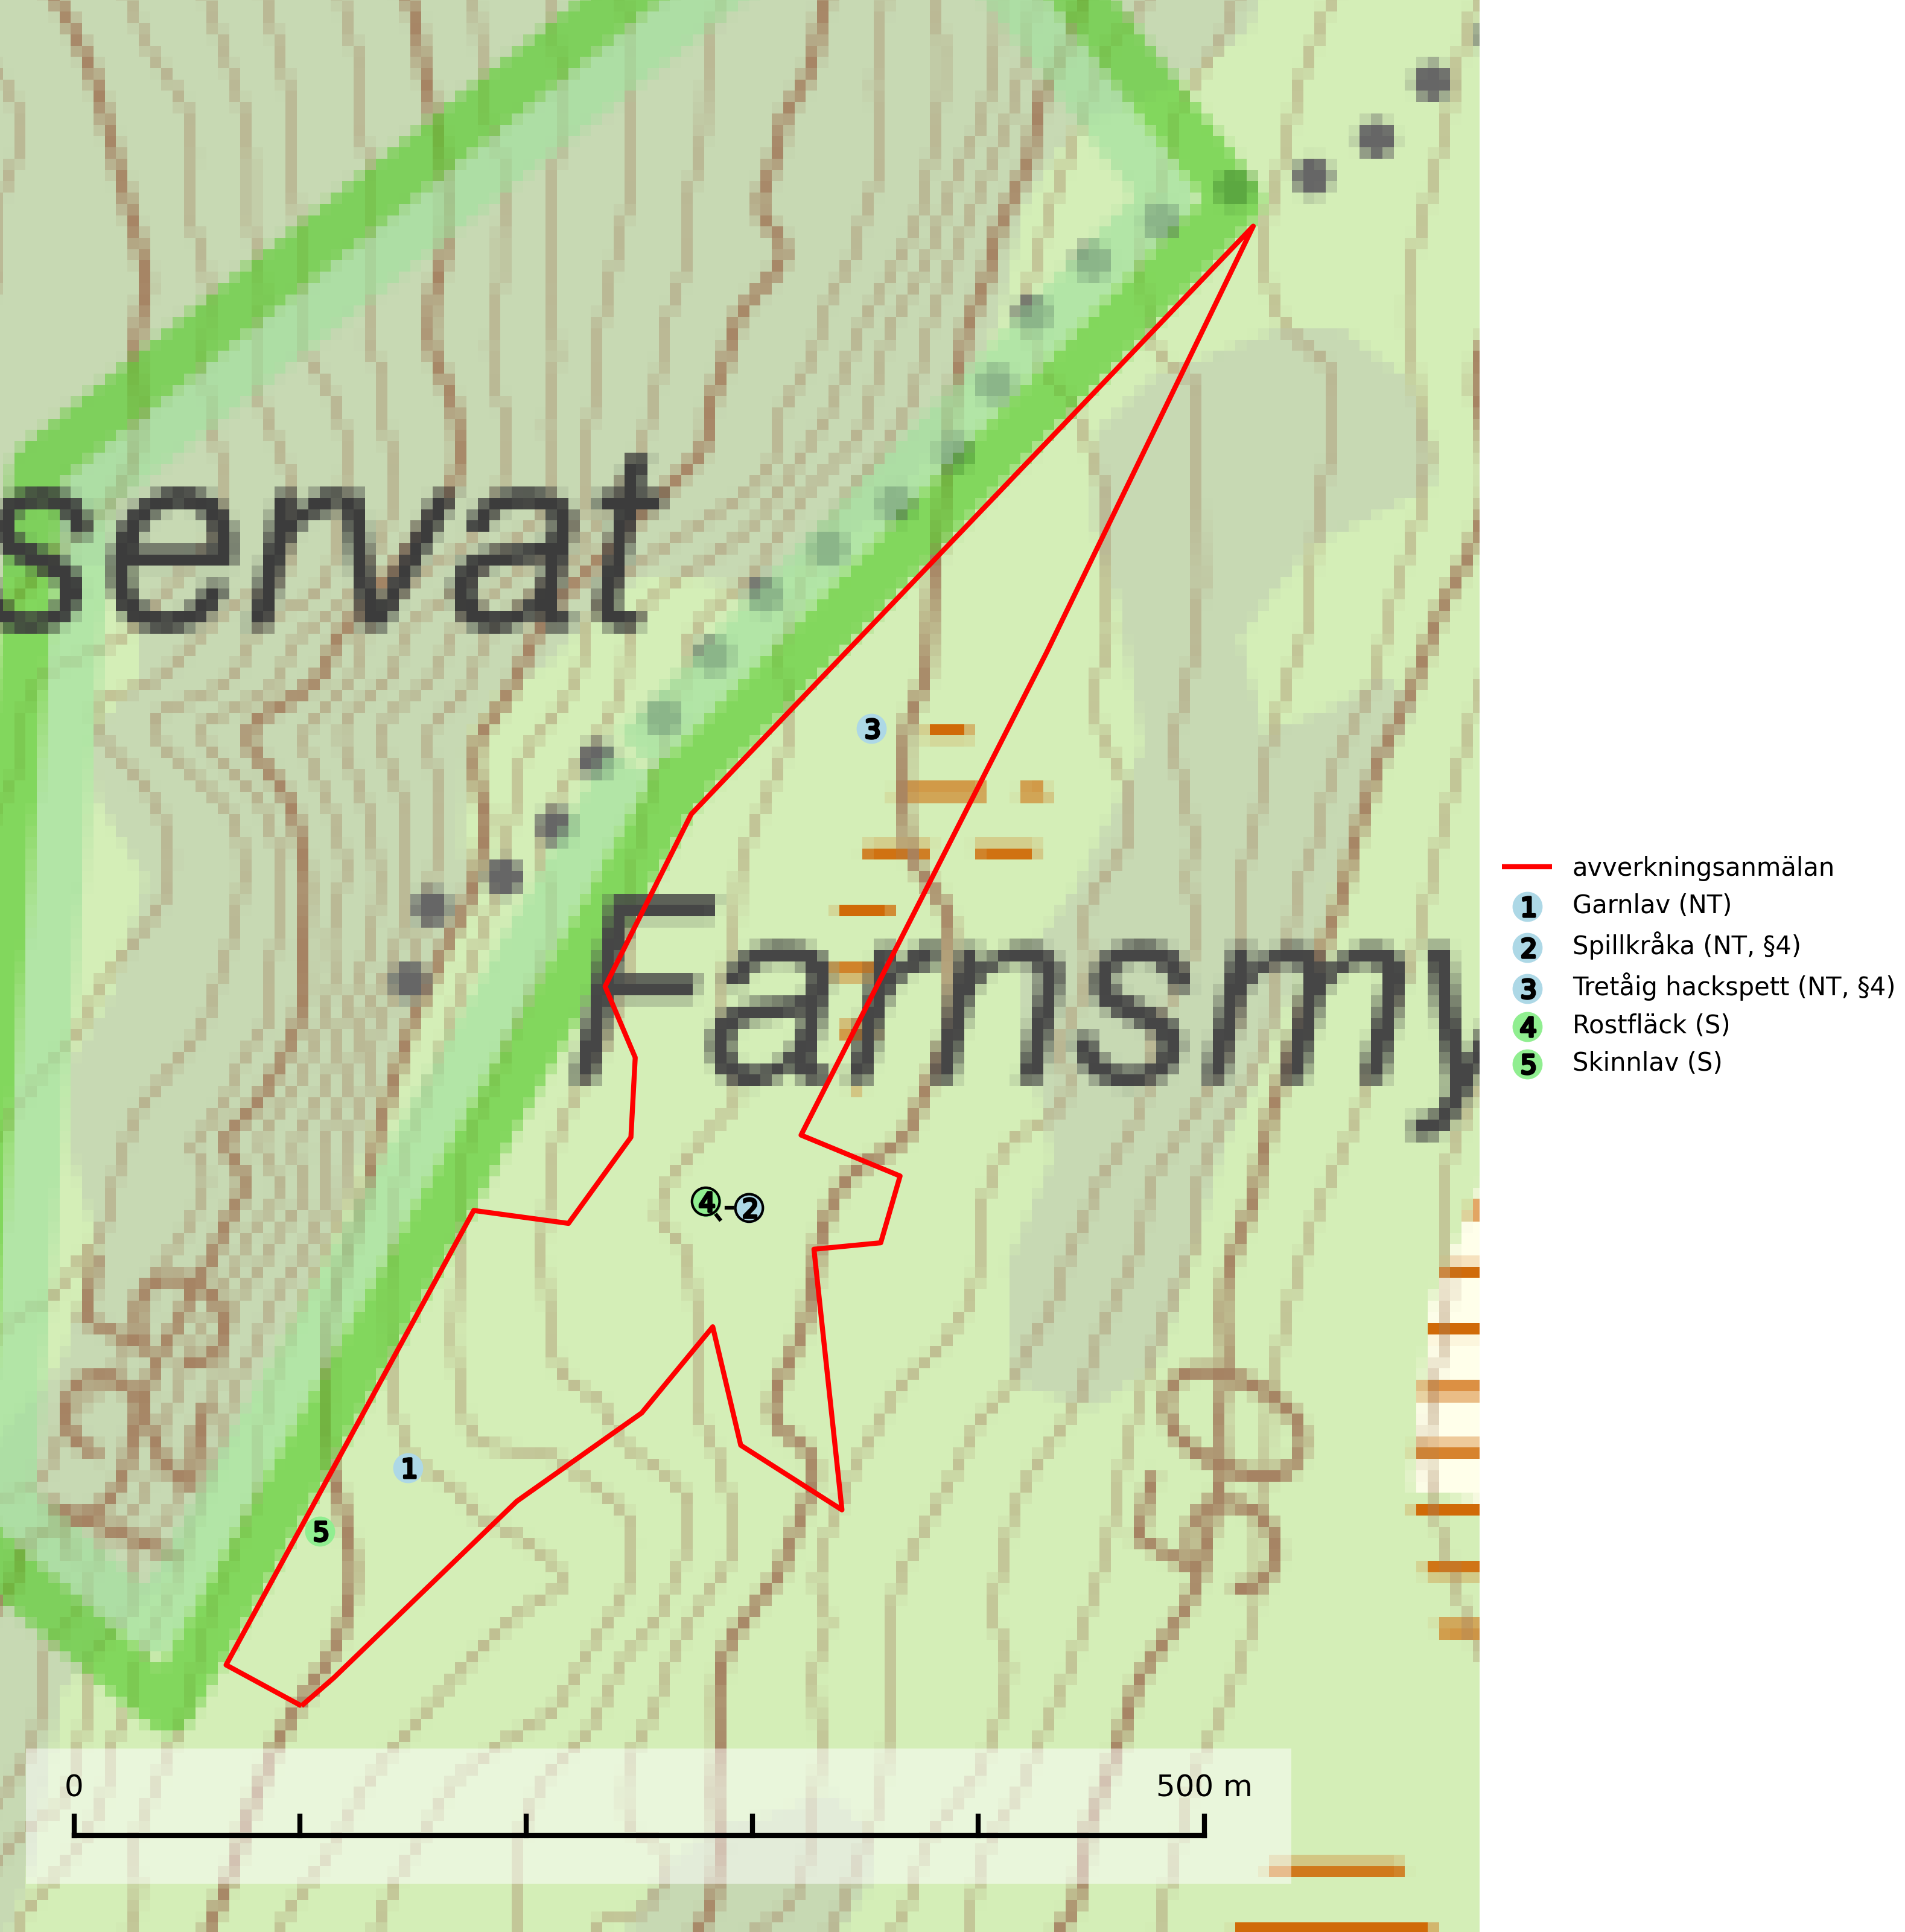 servat
3
Farnsmy
4 2
1
5
50
0 500 m
avverkningsanmälan
1 Garnlav (NT)
2 Spillkråka (NT, §4)
3 Tretåig hackspett (NT, §4)
4 Rostfläck (S)
5 Skinnlav (S)